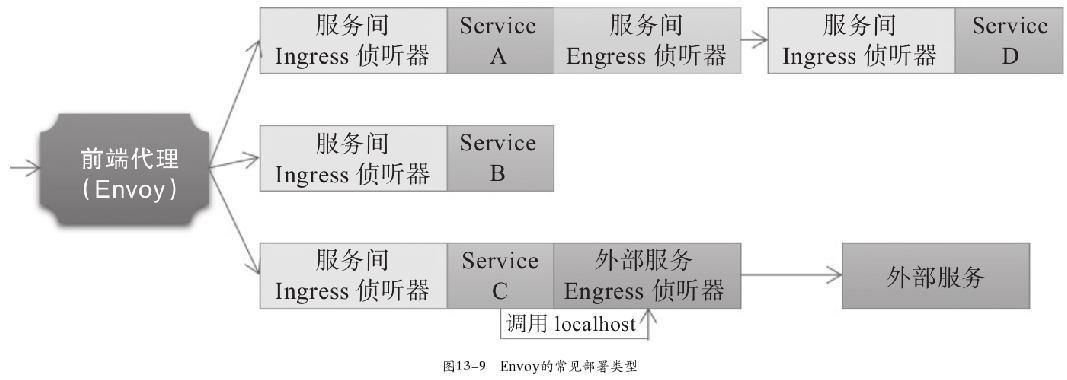 服务间
Ingress 侦听器
Service
A
服务间
Engress 侦听器
服务间
Ingress 侦听器
Service
D
前端代理
（Envoy）
服务间
Ingress 侦听器
Service
B
服务间
Ingress 侦听器
Service
C
外部服务
Engress 侦听器
外部服务
调用 localhost
图13-9 Envoy的常见部署类型